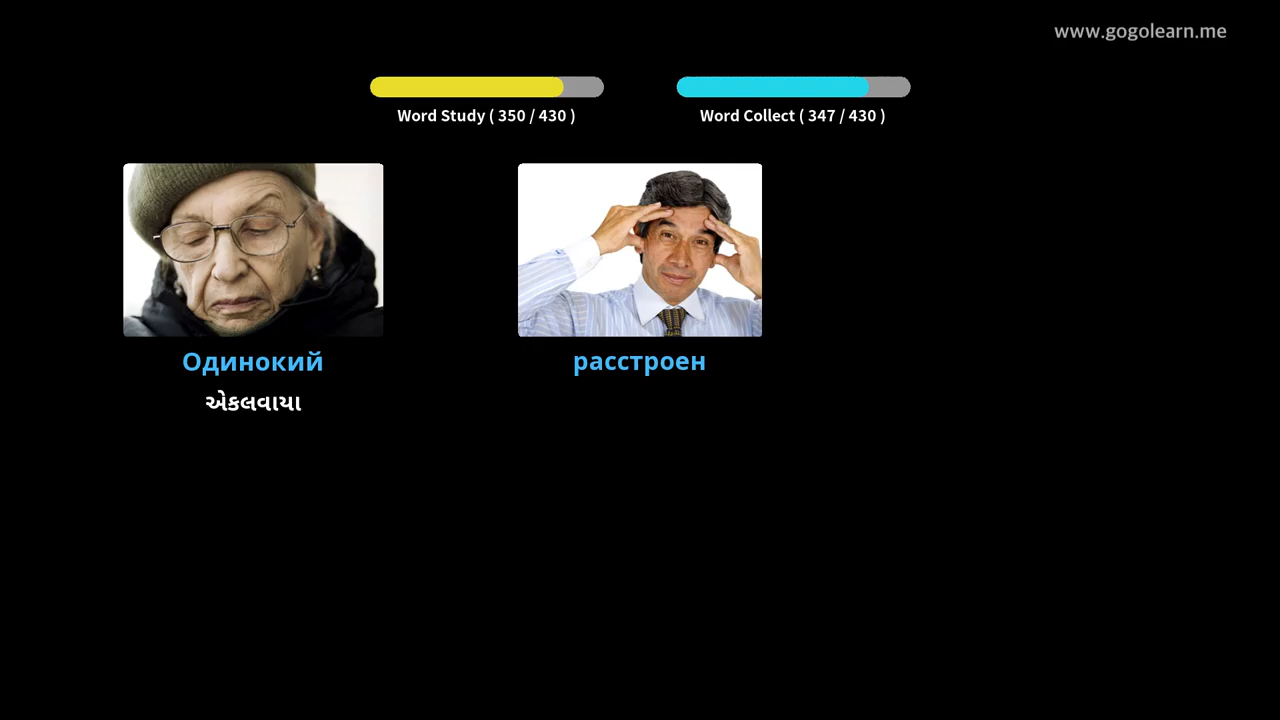 www.gogolearn.me
Word Study ( 350 / 430 )
Word Collect ( 347 / 430 )
Одинокий
расстроен
એકલવાયા